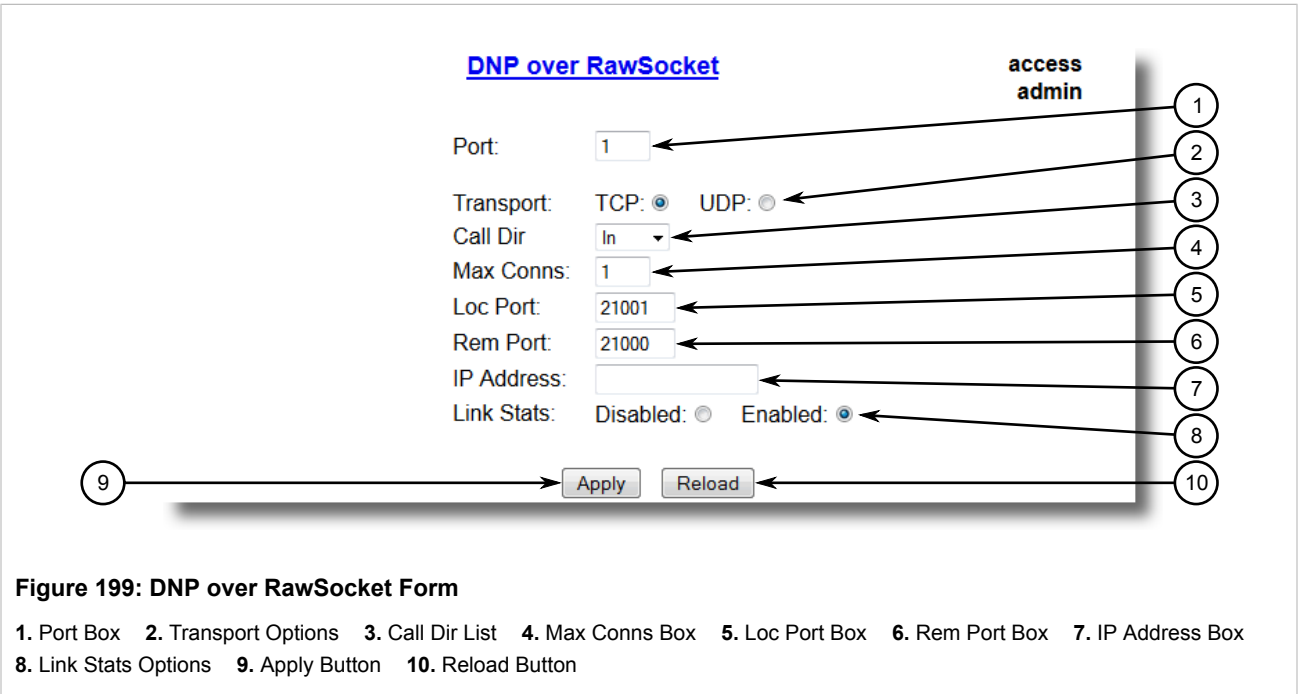 DNP over RawSocket
access
admin
1
Port: 1
2
Transport: TCP: UDP:
3
Call Dir In
4
Max Conns: 1
5
Loc Port: 21001
6
Rem Port: 21000
7
IP Address:
Link Stats: Disabled: Enabled:
8
9
Apply Reload
10
Figure 199: DNP over RawSocket Form
1. Port Box 2. Transport Options 3. Call Dir List 4. Max Conns Box 5. Loc Port Box 6. Rem Port Box 7. IP Address Box
8. Link Stats Options 9. Apply Button 10. Reload Button